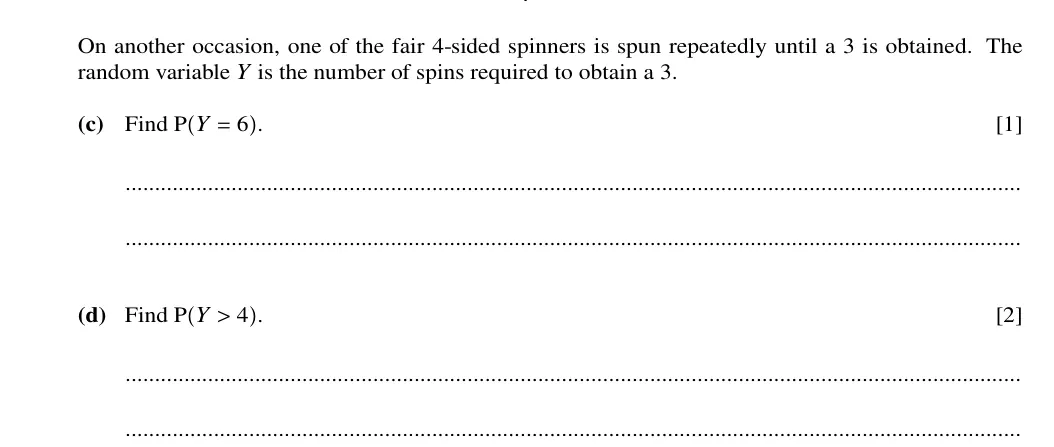 On another occasion, one of the fair 4-sided spinners is spun repeatedly until a 3 is obtained. The
random variable Y is the number of spins required to obtain a 3.
(c) Find P(Y = 6). [1]
................................................................................
................................................................................
(d) Find P(Y > 4). [2]
................................................................................
................................................................................